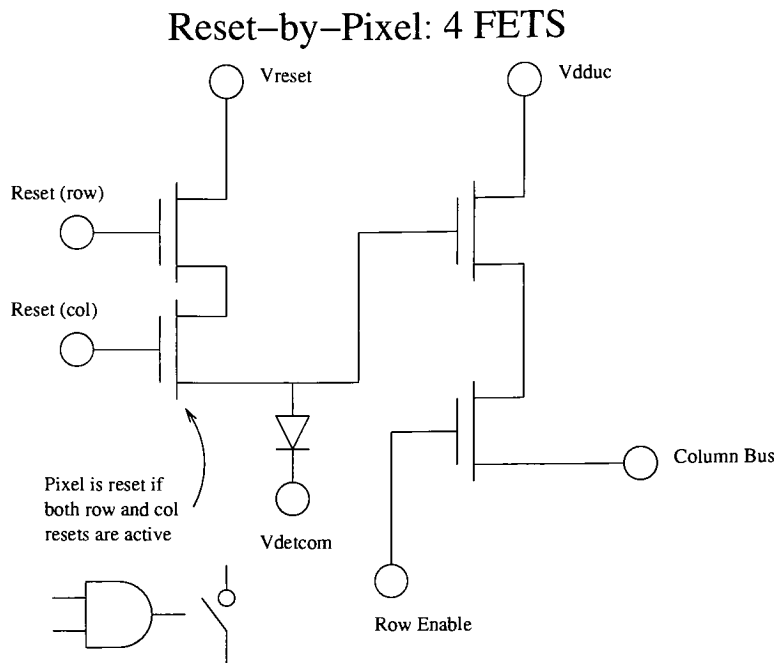 Reset–by–Pixel: 4 FETS
Vreset
Vdduc
Reset (row)
Reset (col)
Column Bus
Pixel is reset if
both row and col
resets are active
Vdetcom
Row Enable